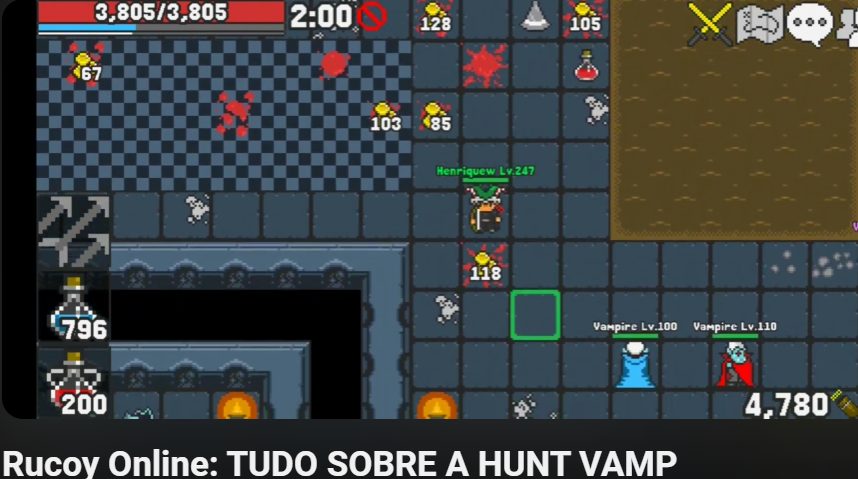 3,805/3,805
2:00
128
105
67
103
85
Henriquew Lv.247
118
796
Vampire Lv.100
Vampire Lv.110
200
4,780
Rucoy Online: TUDO SOBRE A HUNT VAMP